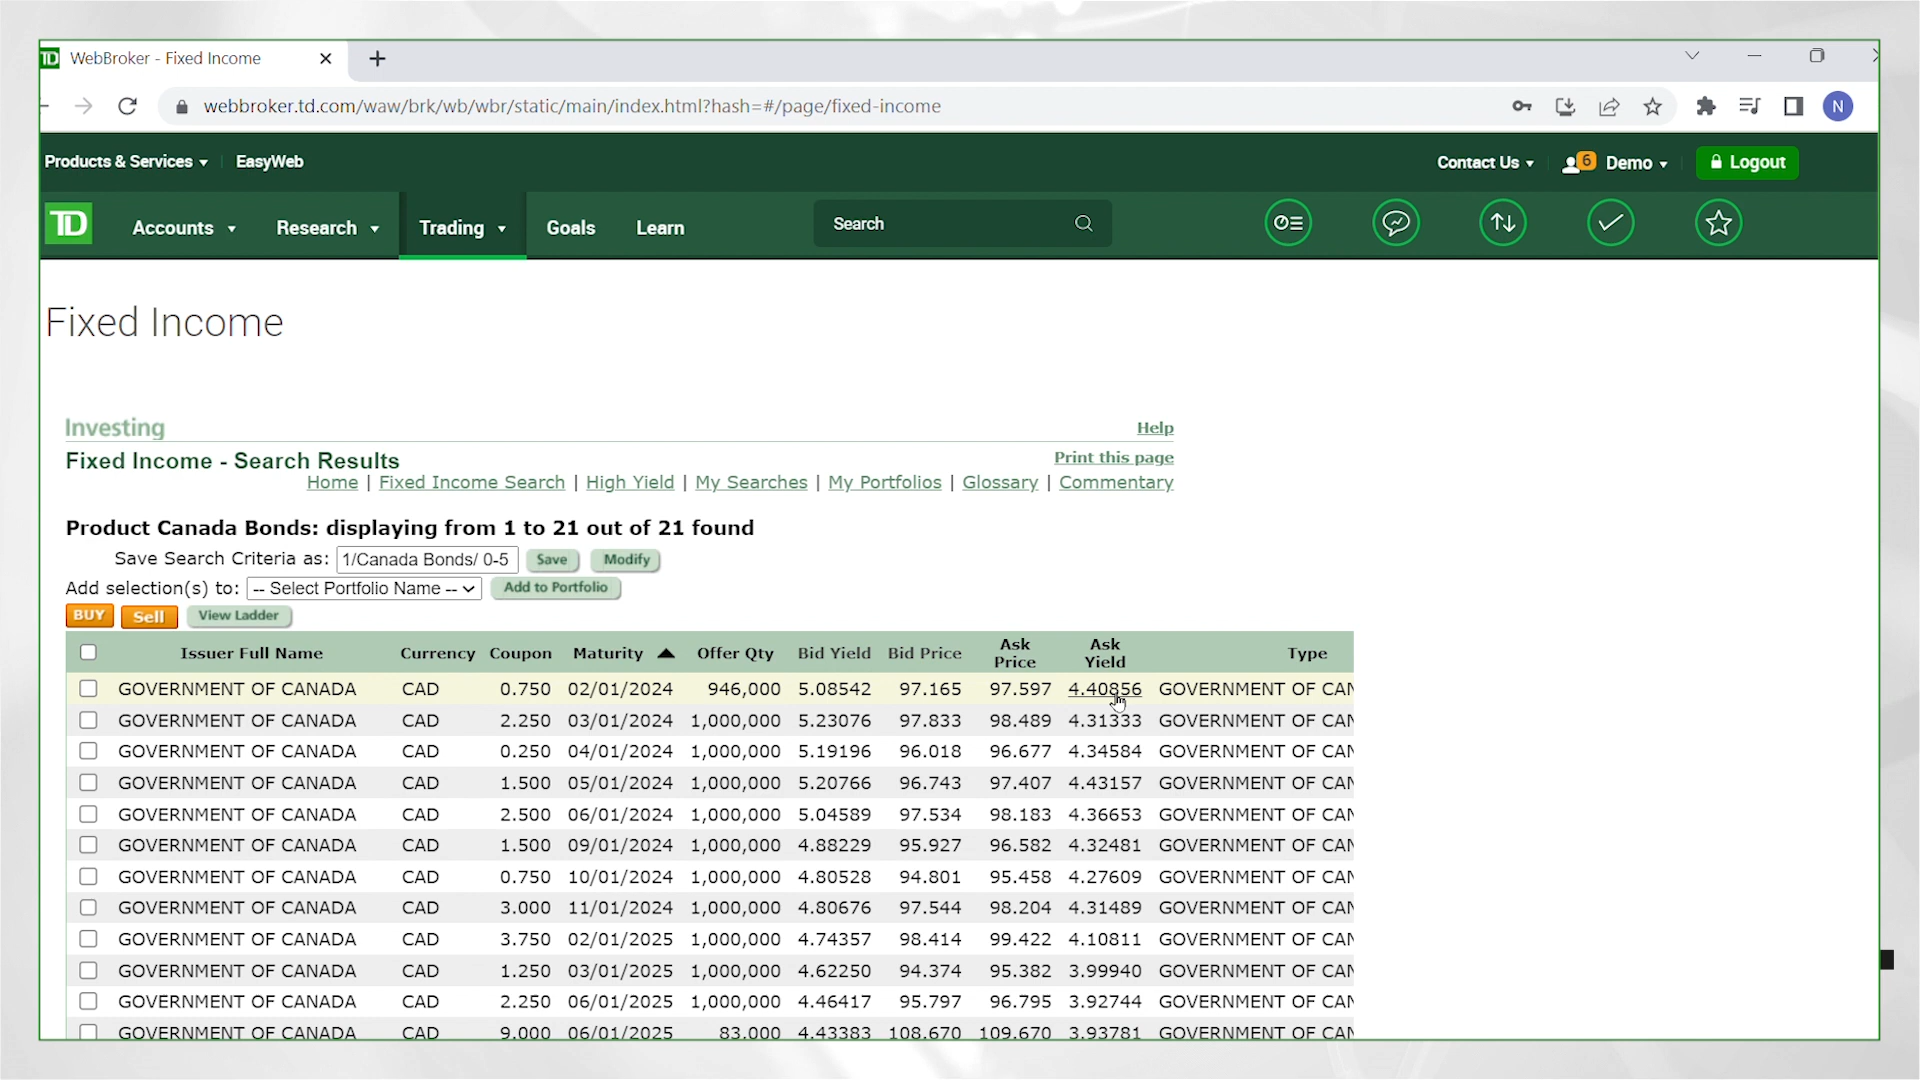 TD WebBroker - Fixed Income
webbroker.td.com/waw/brk/wb/wbr/static/main/index.html?hash=#/page/fixed-income N
Products & Services EasyWeb Contact Us 6 Demo Logout
TD Accounts Research Trading Goals Learn Search
Fixed Income
Investing Help
Fixed Income - Search Results Print this page
Home | Fixed Income Search | High Yield | My Searches | My Portfolios | Glossary | Commentary
Product Canada Bonds: displaying from 1 to 21 out of 21 found
Save Search Criteria as: 1/Canada Bonds/ 0-5 Save Modify
Add selection(s) to: -- Select Portfolio Name -- Add to Portfolio
BUY Sell View Ladder
Issuer Full Name Currency Coupon Maturity Offer Qty Bid Yield Bid Price Ask Price Ask Yield Type
GOVERNMENT OF CANADA CAD 0.750 02/01/2024 946,000 5.08542 97.165 97.597 4.40856 GOVERNMENT OF CAN
GOVERNMENT OF CANADA CAD 2.250 03/01/2024 1,000,000 5.23076 97.833 98.489 4.31333 GOVERNMENT OF CAN
GOVERNMENT OF CANADA CAD 0.250 04/01/2024 1,000,000 5.19196 96.018 96.677 4.34584 GOVERNMENT OF CAN
GOVERNMENT OF CANADA CAD 1.500 05/01/2024 1,000,000 5.20766 96.743 97.407 4.43157 GOVERNMENT OF CAN
GOVERNMENT OF CANADA CAD 2.500 06/01/2024 1,000,000 5.04589 97.534 98.183 4.36653 GOVERNMENT OF CAN
GOVERNMENT OF CANADA CAD 1.500 09/01/2024 1,000,000 4.88229 95.927 96.582 4.32481 GOVERNMENT OF CAN
GOVERNMENT OF CANADA CAD 0.750 10/01/2024 1,000,000 4.80528 94.801 95.458 4.27609 GOVERNMENT OF CAN
GOVERNMENT OF CANADA CAD 3.000 11/01/2024 1,000,000 4.80676 97.544 98.204 4.31489 GOVERNMENT OF CAN
GOVERNMENT OF CANADA CAD 3.750 02/01/2025 1,000,000 4.74357 98.414 99.422 4.10811 GOVERNMENT OF CAN
GOVERNMENT OF CANADA CAD 1.250 03/01/2025 1,000,000 4.62250 94.374 95.382 3.99940 GOVERNMENT OF CAN
GOVERNMENT OF CANADA CAD 2.250 06/01/2025 1,000,000 4.46417 95.797 96.795 3.92744 GOVERNMENT OF CAN
GOVERNMENT OF CANADA CAD 9.000 06/01/2025 83,000 4.43383 108.670 109.670 3.93781 GOVERNMENT OF CAN